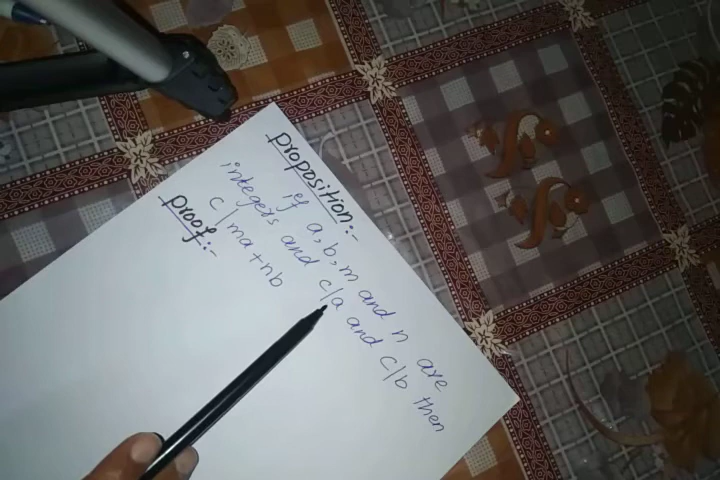 proposition:-
if a, b, m and n are
integers and c/a and c/b then
c | ma + nb
proof:-